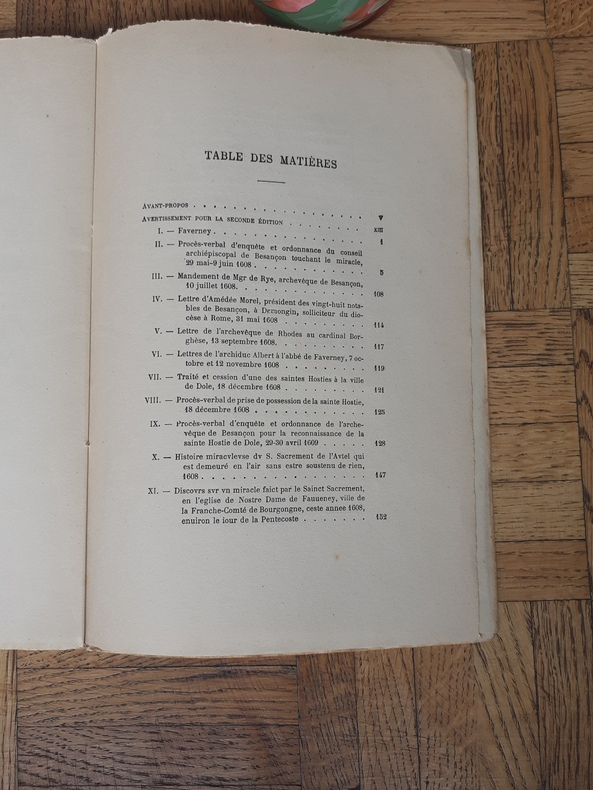 TABLE DES MATIÈRES
AVANT-PROPOS . . . . . . . . . . . . . . . . V
AVERTISSEMENT POUR LA SECONDE ÉDITION . . . . . . . . XIII
I. — Faverney . . . . . . . . . . . . . . . 1
II. — Procès-verbal d'enquête et ordonnance du conseil
archiépiscopal de Besançon touchant le miracle,
29 mai-9 juin 1608 . . . . . . . . . . . 5
III. — Mandement de Mgr de Rye, archevêque de Besançon,
10 juillet 1608. . . . . . . . . . . . . 108
IV. — Lettre d'Amédée Morel, président des vingt-huit nota-
bles de Besançon, à Demongin, solliciteur du dio-
cèse à Rome, 31 mai 1608 . . . . . . . . 114
V. — Lettre de l'archevêque de Rhodes au cardinal Bor-
ghèse, 13 septembre 1608. . . . . . . . . 117
VI. — Lettres de l'archiduc Albert à l'abbé de Faverney, 7 oc-
tobre et 12 novembre 1608 . . . . . . . . 119
VII. — Traité et cession d'une des saintes Hosties à la ville
de Dole, 18 décembre 1608 . . . . . . . . 121
VIII. — Procès-verbal de prise de possession de la sainte Hostie,
18 décembre 1608 . . . . . . . . . . . 125
IX. — Procès-verbal d'enquête et ordonnance de l'arche-
vêque de Besançon pour la reconnaissance de la
sainte Hostie de Dole, 29-30 avril 1609 . . . . . 128
X. — Histoire miracvlevse dv S. Sacrement de l'Avtel qui
est demeuré en l'air sans estre soustenu de rien,
1608 . . . . . . . . . . . . . . . . 147
XI. — Discovrs svr vn miracle faict par le Sainct Sacrement,
en l'eglise de Nostre Dame de Fauueney, ville de
la Franche-Comté de Bourgongne, ceste annee 1608,
enuiron le iour de la Pentecoste . . . . . . . 152